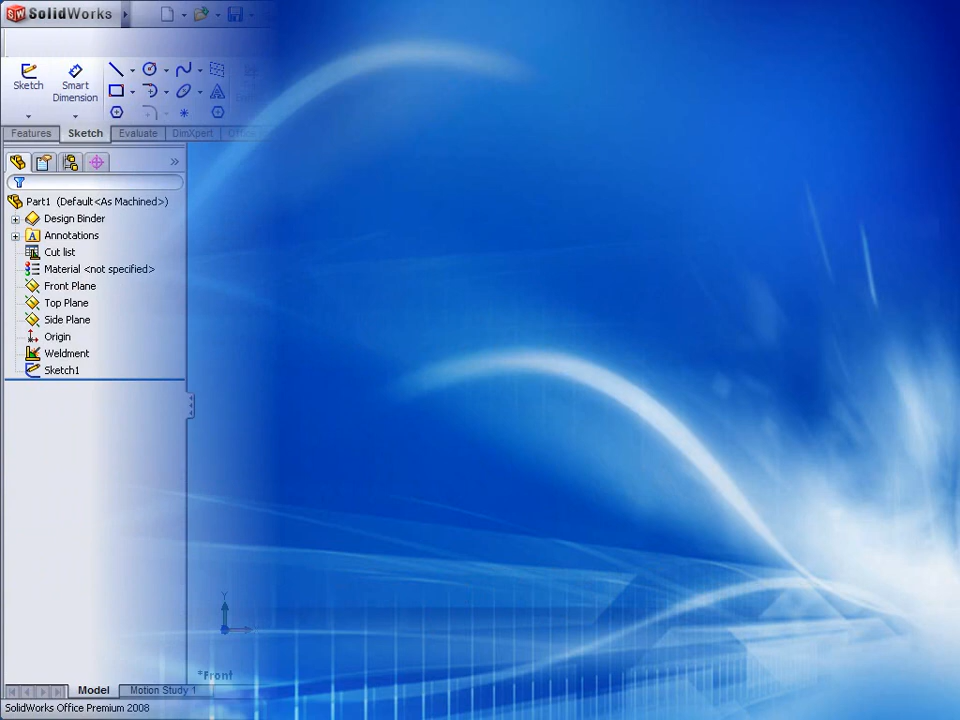 SolidWorks
Sketch
Smart
Dimension
Features Sketch Evaluate DimXpert Office
Part1 (Default<As Machined>)
Design Binder
Annotations
Cut list
Material <not specified>
Front Plane
Top Plane
Side Plane
Origin
Weldment
Sketch1
Y
*Front
Model Motion Study 1
SolidWorks Office Premium 2008